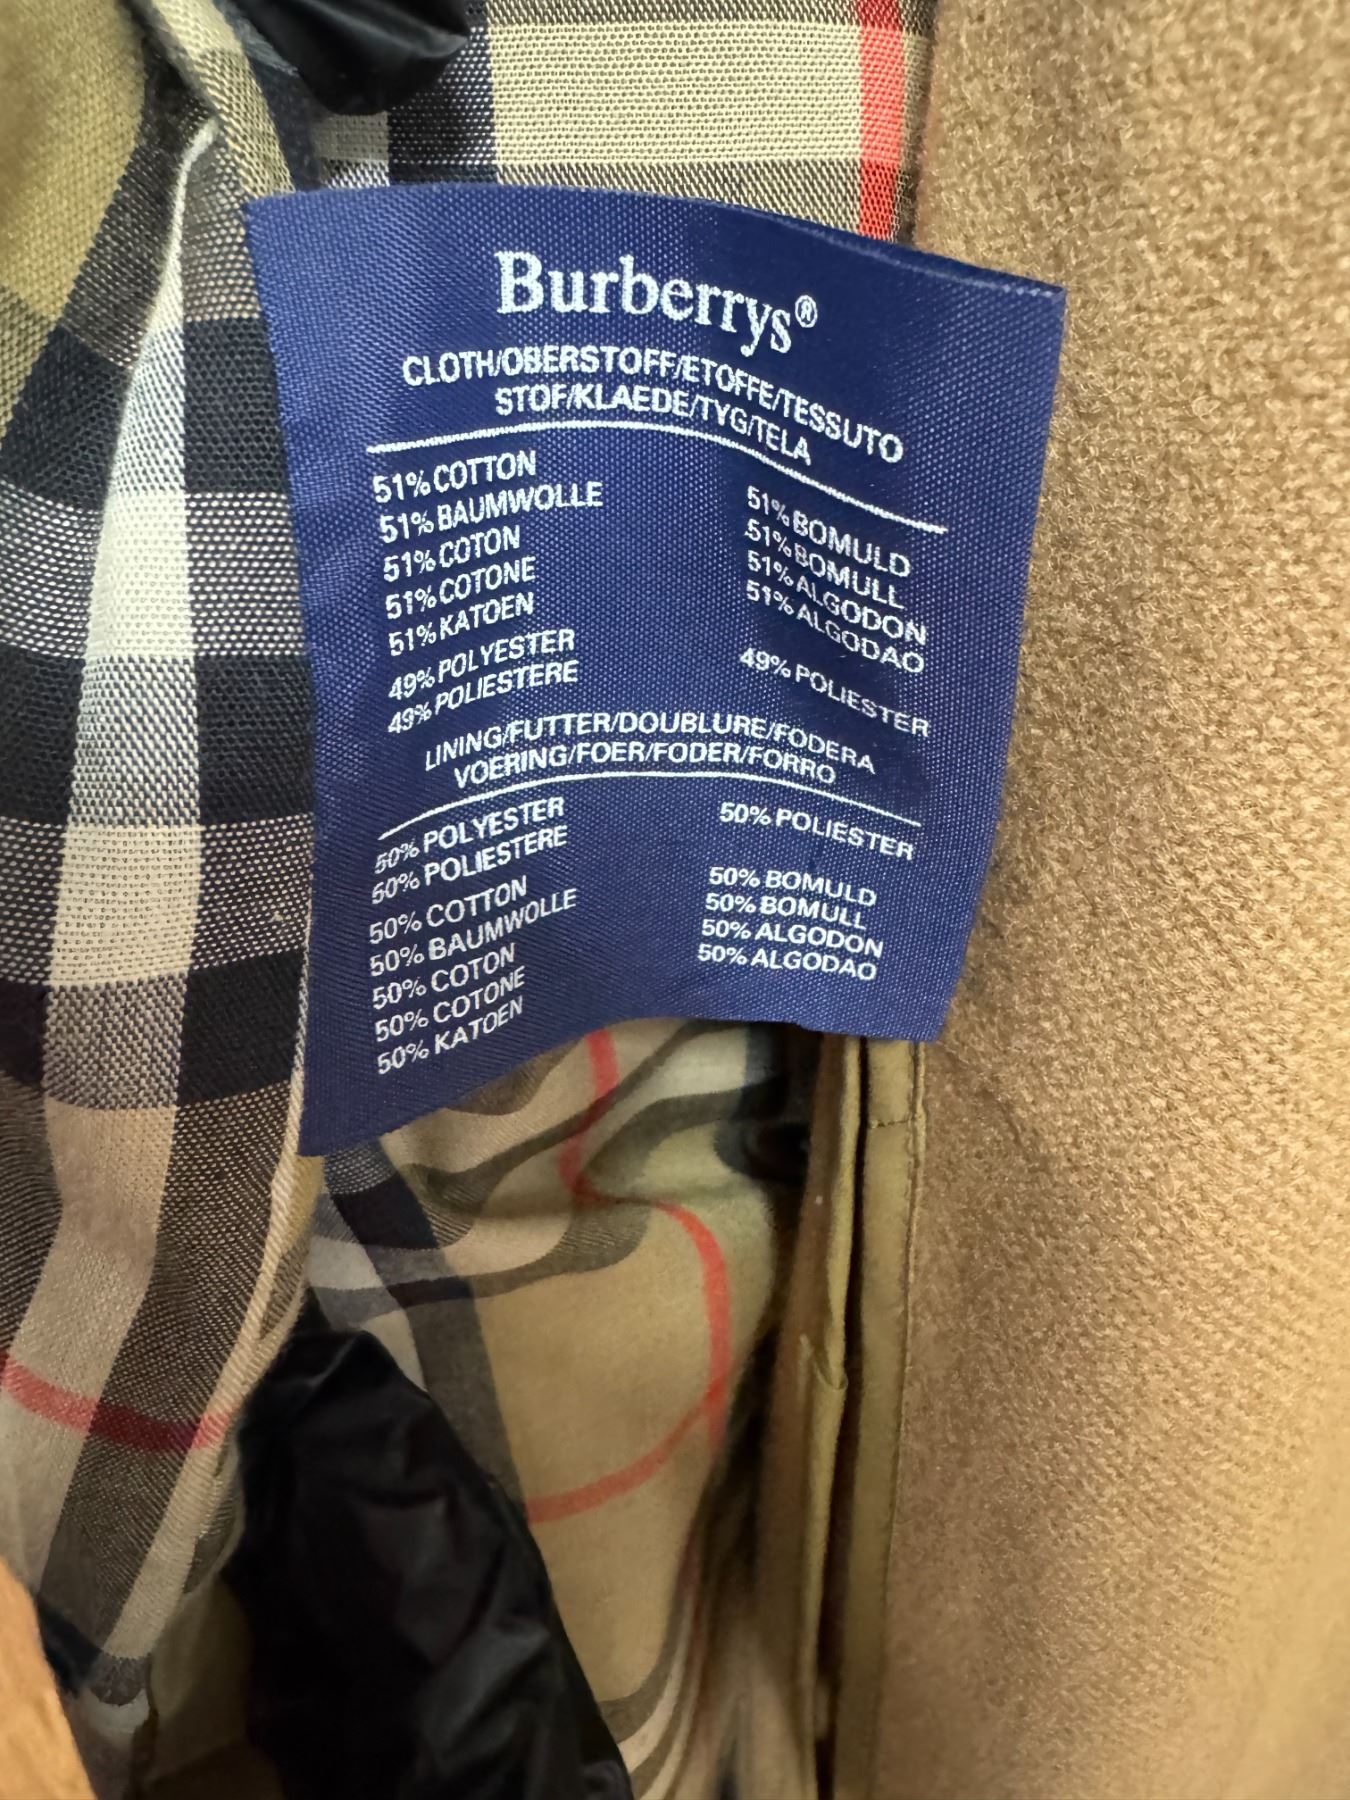 Burberrys®
CLOTH/OBERSTOFF/ETOFFE/TESSUTO
STOF/KLAEDE/TYG/TELA
51% COTTON
51% BAUMWOLLE
51% COTON
51% COTONE
51% KATOEN
49% POLYESTER
49% POLIESTERE
51% BOMULD
51% BOMULL
51% ALGODON
51% ALGODAO
49% POLIESTER
LINING/FUTTER/DOUBLURE/FODERA
VOERING/FOER/FODER/FORRO
50% POLYESTER
50% POLIESTERE
50% COTTON
50% BAUMWOLLE
50% COTON
50% COTONE
50% KATOEN
50% POLIESTER
50% BOMULD
50% BOMULL
50% ALGODON
50% ALGODAO